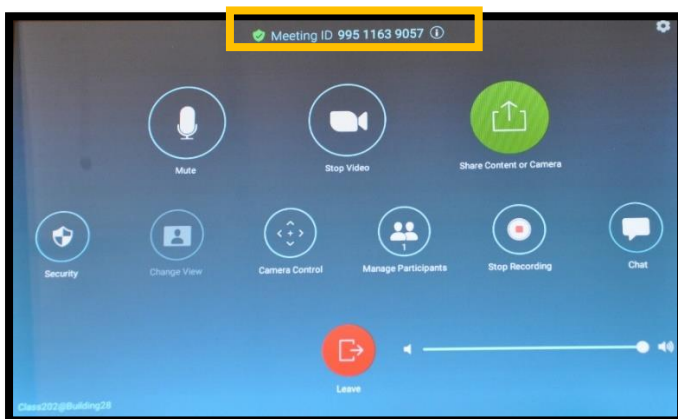 Meeting ID 995 1163 9057
Mute
Stop Video
Share Content or Camera
Security
Change View
Camera Control
1
Manage Participants
Stop Recording
Chat
Leave
Class202@Building28